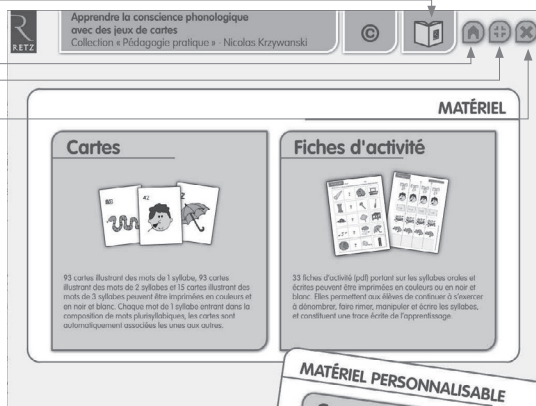 RETZ
Apprendre la conscience phonologique
avec des jeux de cartes
Collection « Pédagogie pratique » - Nicolas Krzywanski
©
MATÉRIEL
Cartes
42
93 cartes illustrant des mots de 1 syllabe, 93 cartes
illustrant des mots de 2 syllabes et 15 cartes illustrant des
mots de 3 syllabes peuvent être imprimées en couleurs et
en noir et blanc. Chaque mot de 1 syllabe entrant dans la
composition de mots plurisyllabiques, les cartes sont
automatiquement associées les unes aux autres.
Fiches d'activité
33 fiches d'activité (pdf) portant sur les syllabes orales et
écrites peuvent être imprimées en couleurs ou en noir et
blanc. Elles permettent aux élèves de continuer à s'exercer
à dénombrer, faire rimer, manipuler et écrire les syllabes,
et constituent une trace écrite de l'apprentissage.
MATÉRIEL PERSONNALISABLE